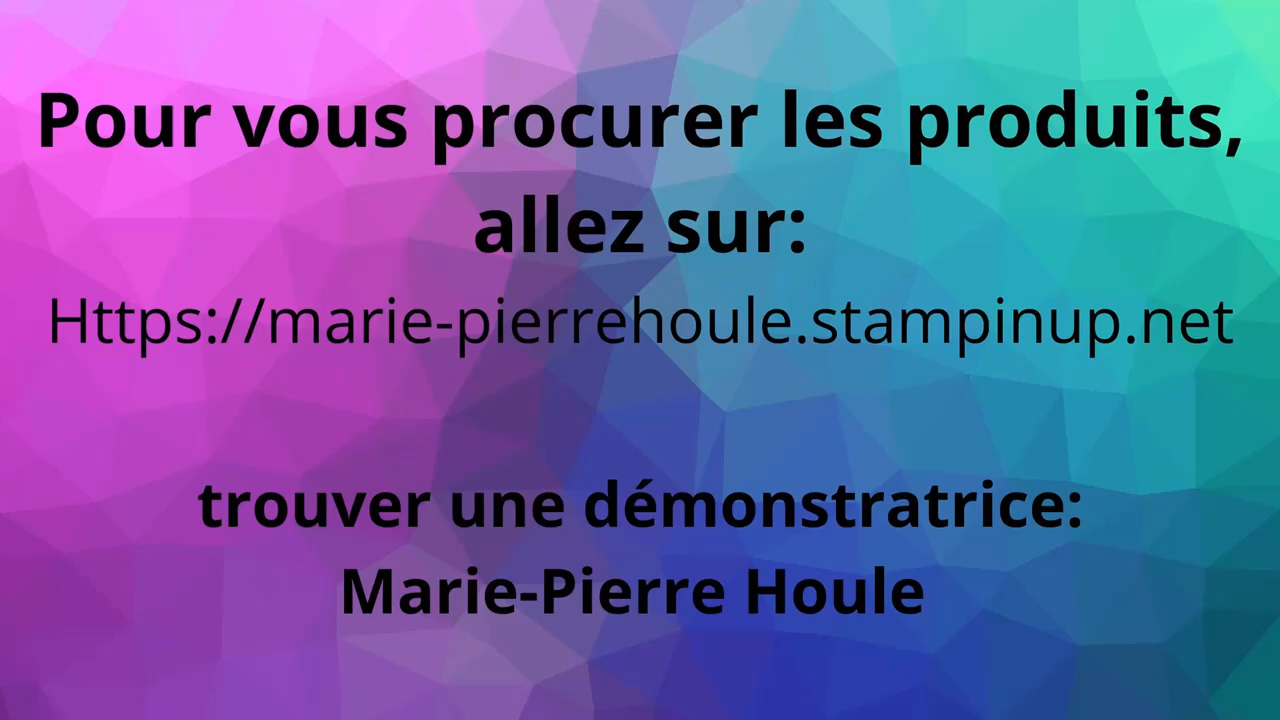 Pour vous procurer les produits,
allez sur:
Https://marie-pierrehoule.stampinup.net
trouver une démonstratrice:
Marie-Pierre Houle